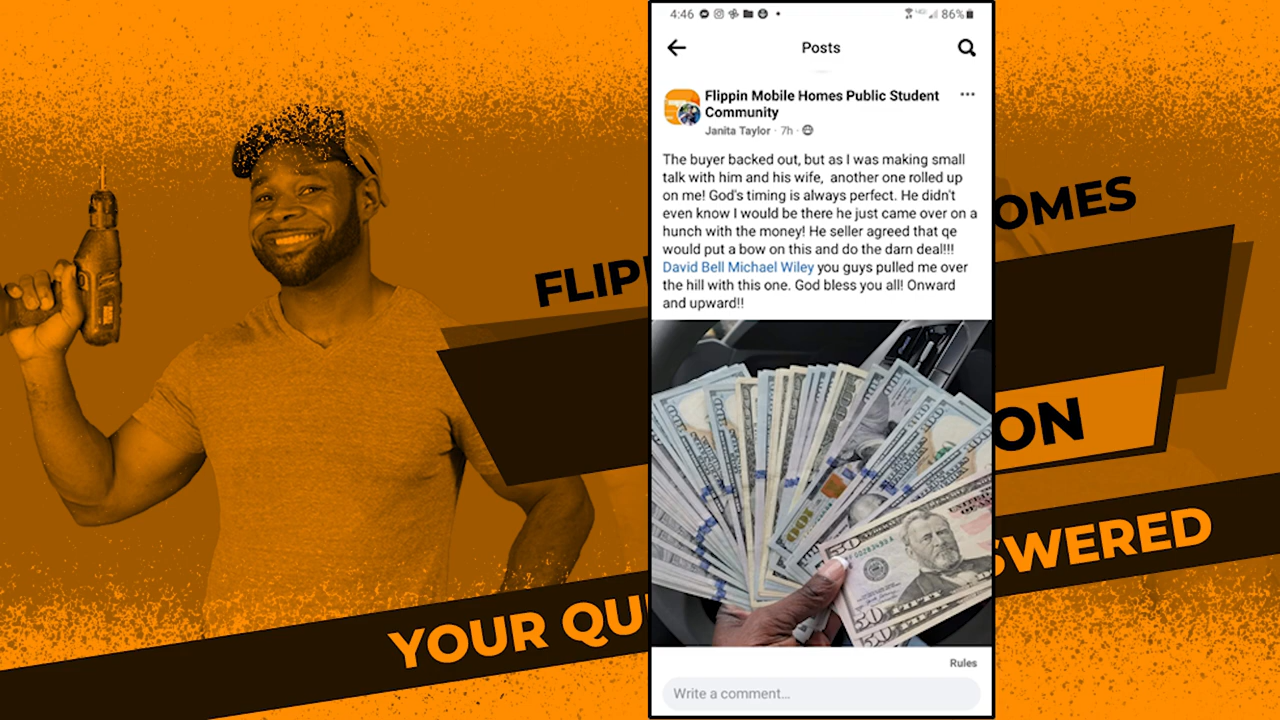 4:46
86%
Posts
Flippin Mobile Homes Public Student
Community
Janita Taylor · 7h ·
The buyer backed out, but as I was making small
talk with him and his wife, another one rolled up
on me! God's timing is always perfect. He didn't
even know I would be there he just came over on a
hunch with the money! He seller agreed that qe
would put a bow on this and do the darn deal!!!
David Bell Michael Wiley you guys pulled me over
the hill with this one. God bless you all! Onward
and upward!!
50
FIFTY
50
100
Rules
Write a comment...
FLIP
OMES
ON
YOUR QU
SWERED